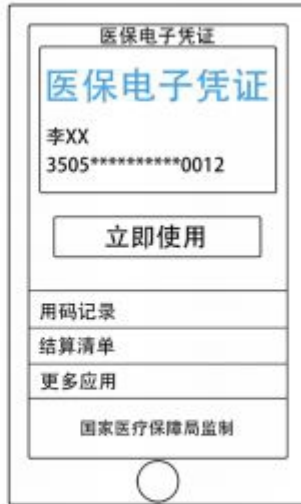 医保电子凭证
医保电子凭证
李XX
3505**********0012
立即使用
用码记录
结算清单
更多应用
国家医疗保障局监制